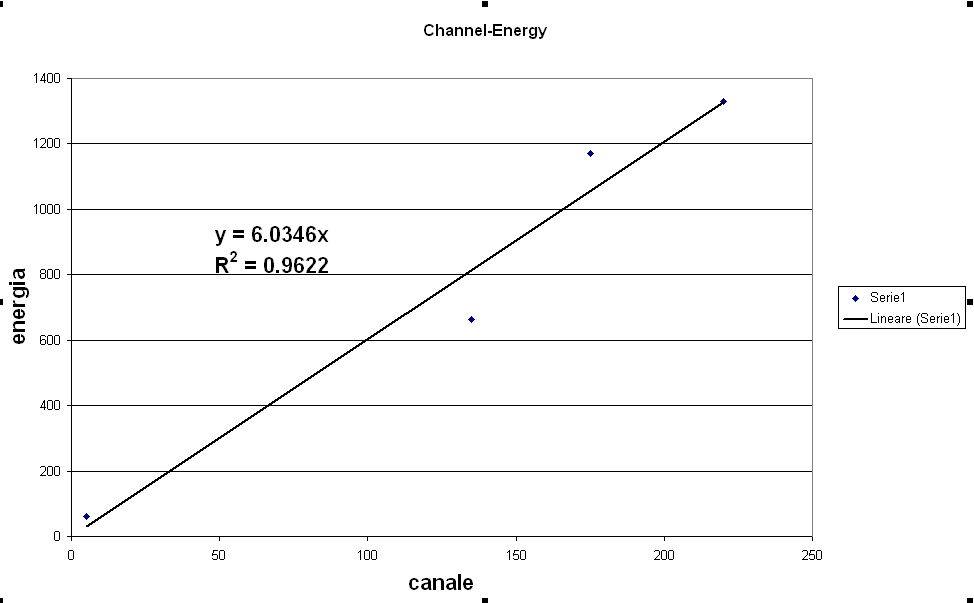 Channel-Energy
1400
1200
1000
800
600
400
200
0
y = 6.0346x
R² = 0.9622
energia
0 50 100 150 200 250
canale
Serie1
Lineare (Serie1)